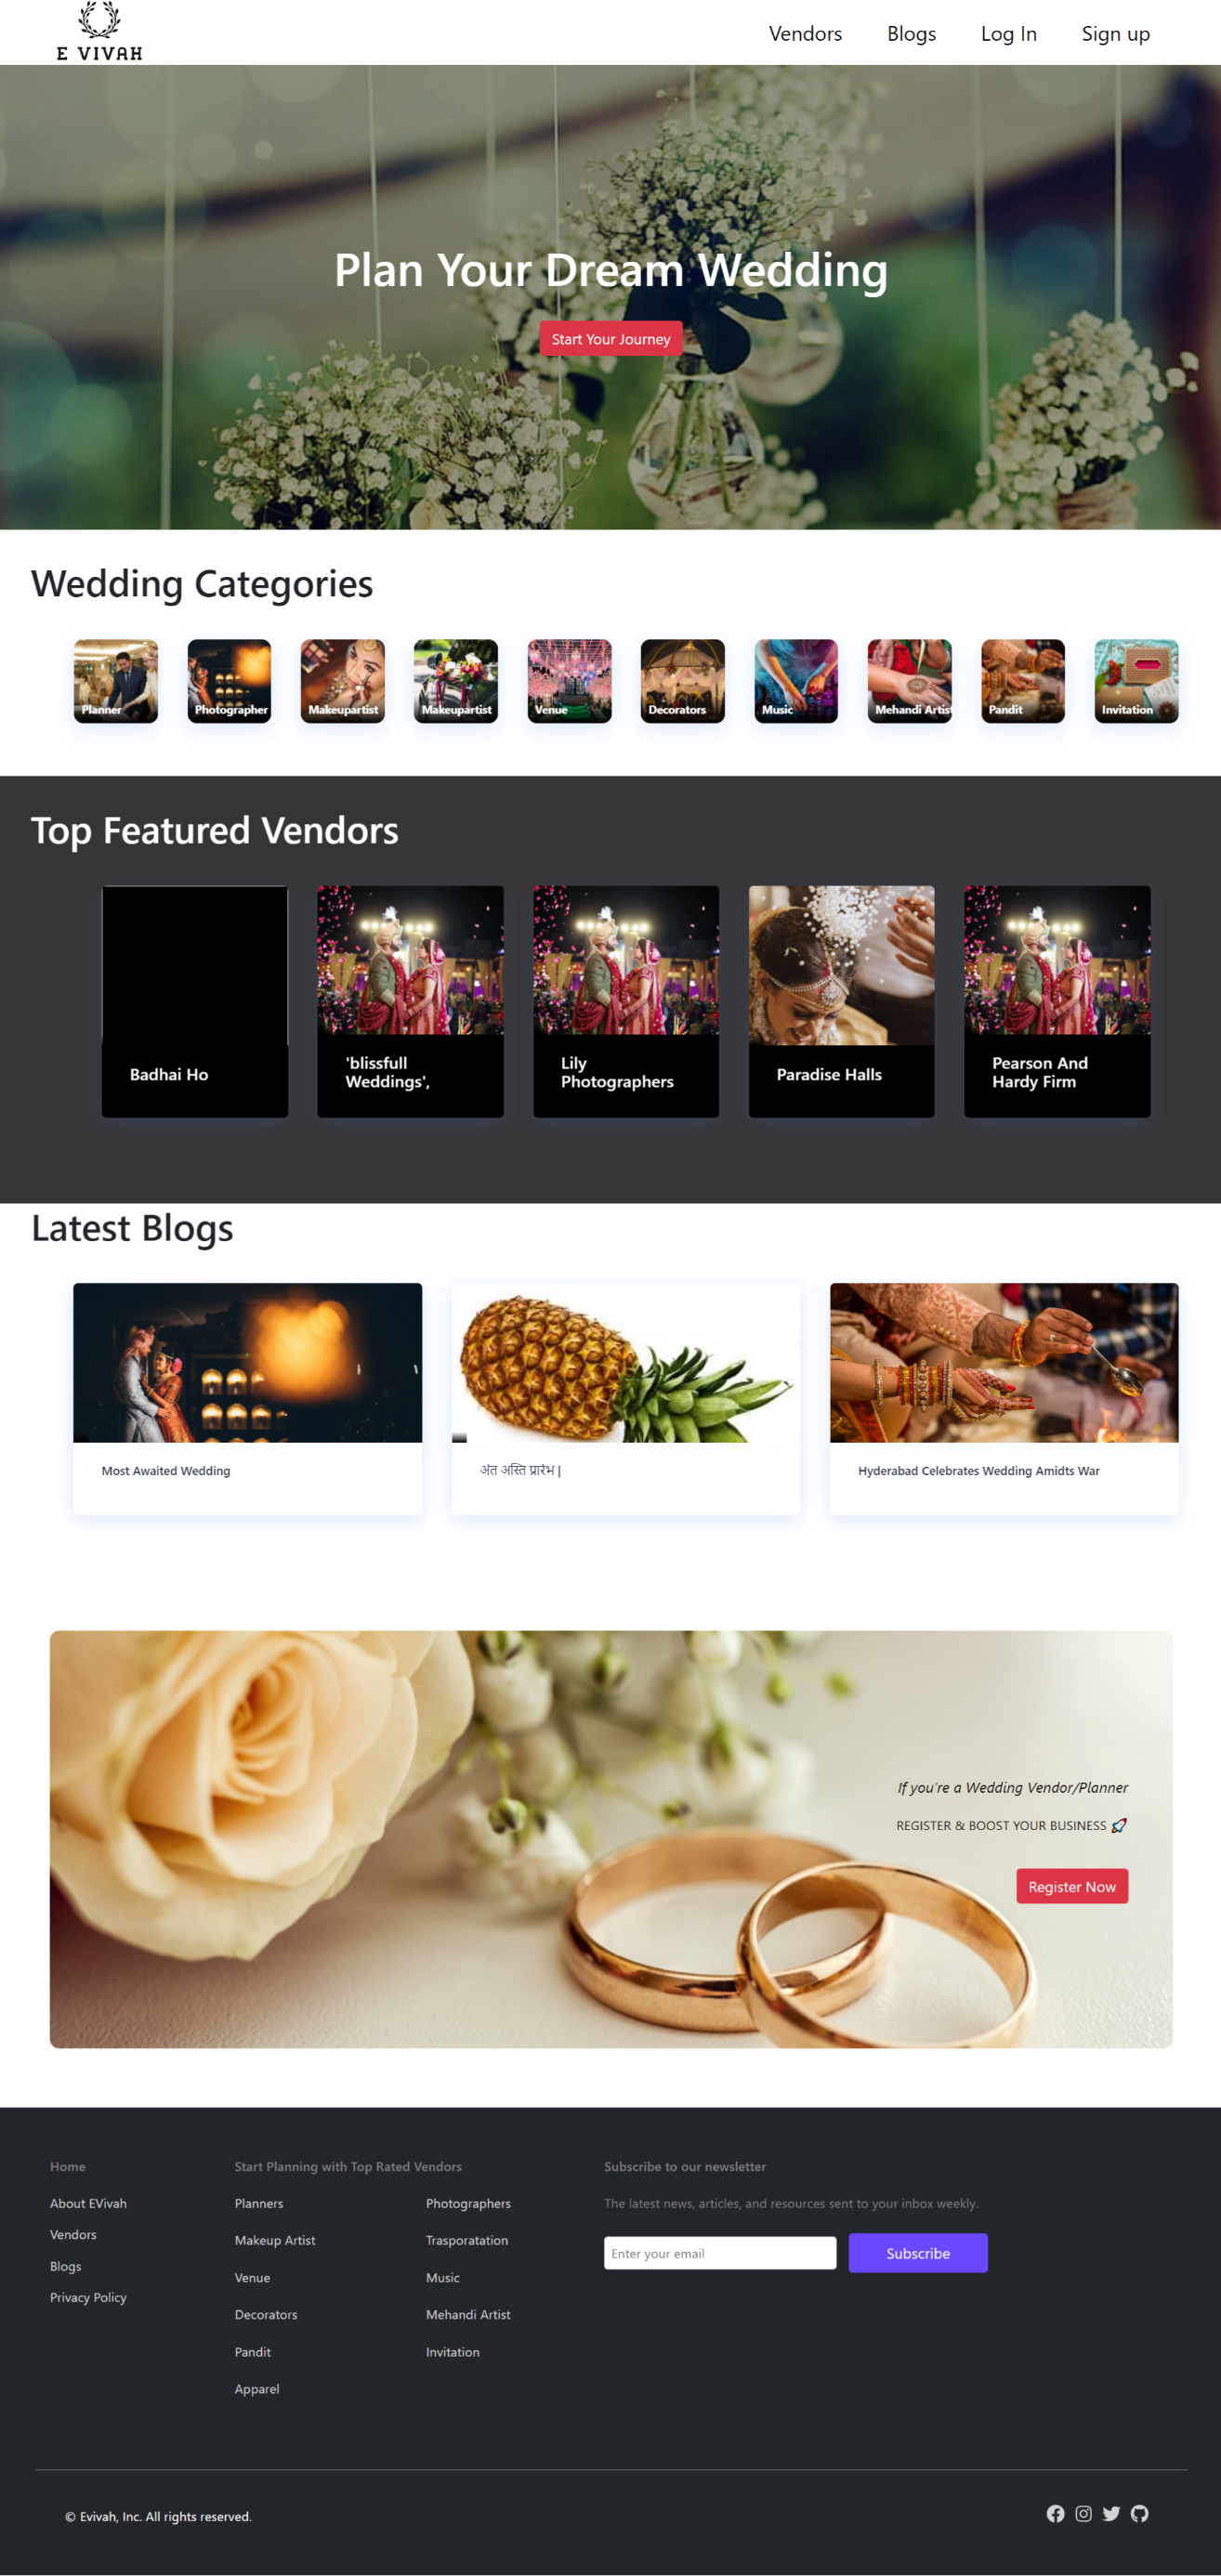 E VIVAH
Vendors
Blogs
Log In
Sign up
Plan Your Dream Wedding
Start Your Journey
Wedding Categories
Planner
Photographer
Makeupartist
Makeupartist
Venue
Decorators
Music
Mehandi Artist
Pandit
Invitation
Top Featured Vendors
Badhai Ho
'blissfull
Weddings',
Lily
Photographers
Paradise Halls
Pearson And
Hardy Firm
Latest Blogs
Most Awaited Wedding
अंत अस्ति प्रारंभ |
Hyderabad Celebrates Wedding Amidts War
If you're a Wedding Vendor/Planner
REGISTER & BOOST YOUR BUSINESS 🚀
Register Now
Home
About EVivah
Vendors
Blogs
Privacy Policy
Start Planning with Top Rated Vendors
Planners
Makeup Artist
Venue
Decorators
Pandit
Apparel
Photographers
Trasporatation
Music
Mehandi Artist
Invitation
Subscribe to our newsletter
The latest news, articles, and resources sent to your inbox weekly.
Enter your email
Subscribe
© Evivah, Inc. All rights reserved.